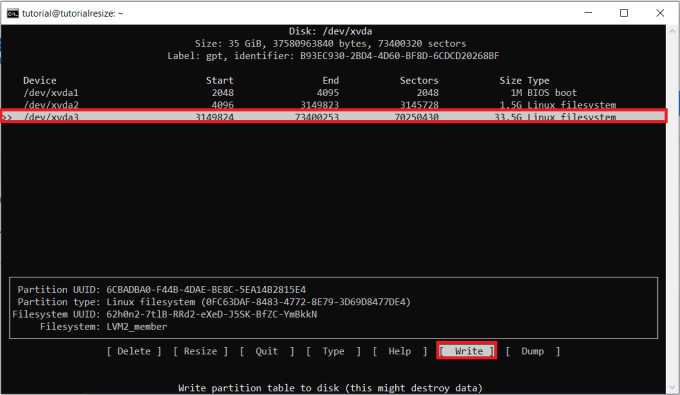 tutorial@tutorialresize: ~
Disk: /dev/xvda
Size: 35 GiB, 37580963840 bytes, 73400320 sectors
Label: gpt, identifier: B93EC930-2BD4-4D60-BF8D-6CDCD20268BF
Device Start End Sectors Size Type
/dev/xvda1 2048 4095 2048 1M BIOS boot
/dev/xvda2 4096 3149823 3145728 1.5G Linux filesystem
>> /dev/xvda3 3149824 73400253 70250430 33.5G Linux filesystem
Partition UUID: 6CBADBA0-F44B-4DAE-BE8C-5EA14B2815E4
Partition type: Linux filesystem (0FC63DAF-8483-4772-8E79-3D69D8477DE4)
Filesystem UUID: 62h0n2-7tlB-RRd2-eXeD-J5SK-BfZC-YmBkkN
Filesystem: LVM2_member
[ Delete ] [ Resize ] [ Quit ] [ Type ] [ Help ] [ Write ] [ Dump ]
Write partition table to disk (this might destroy data)